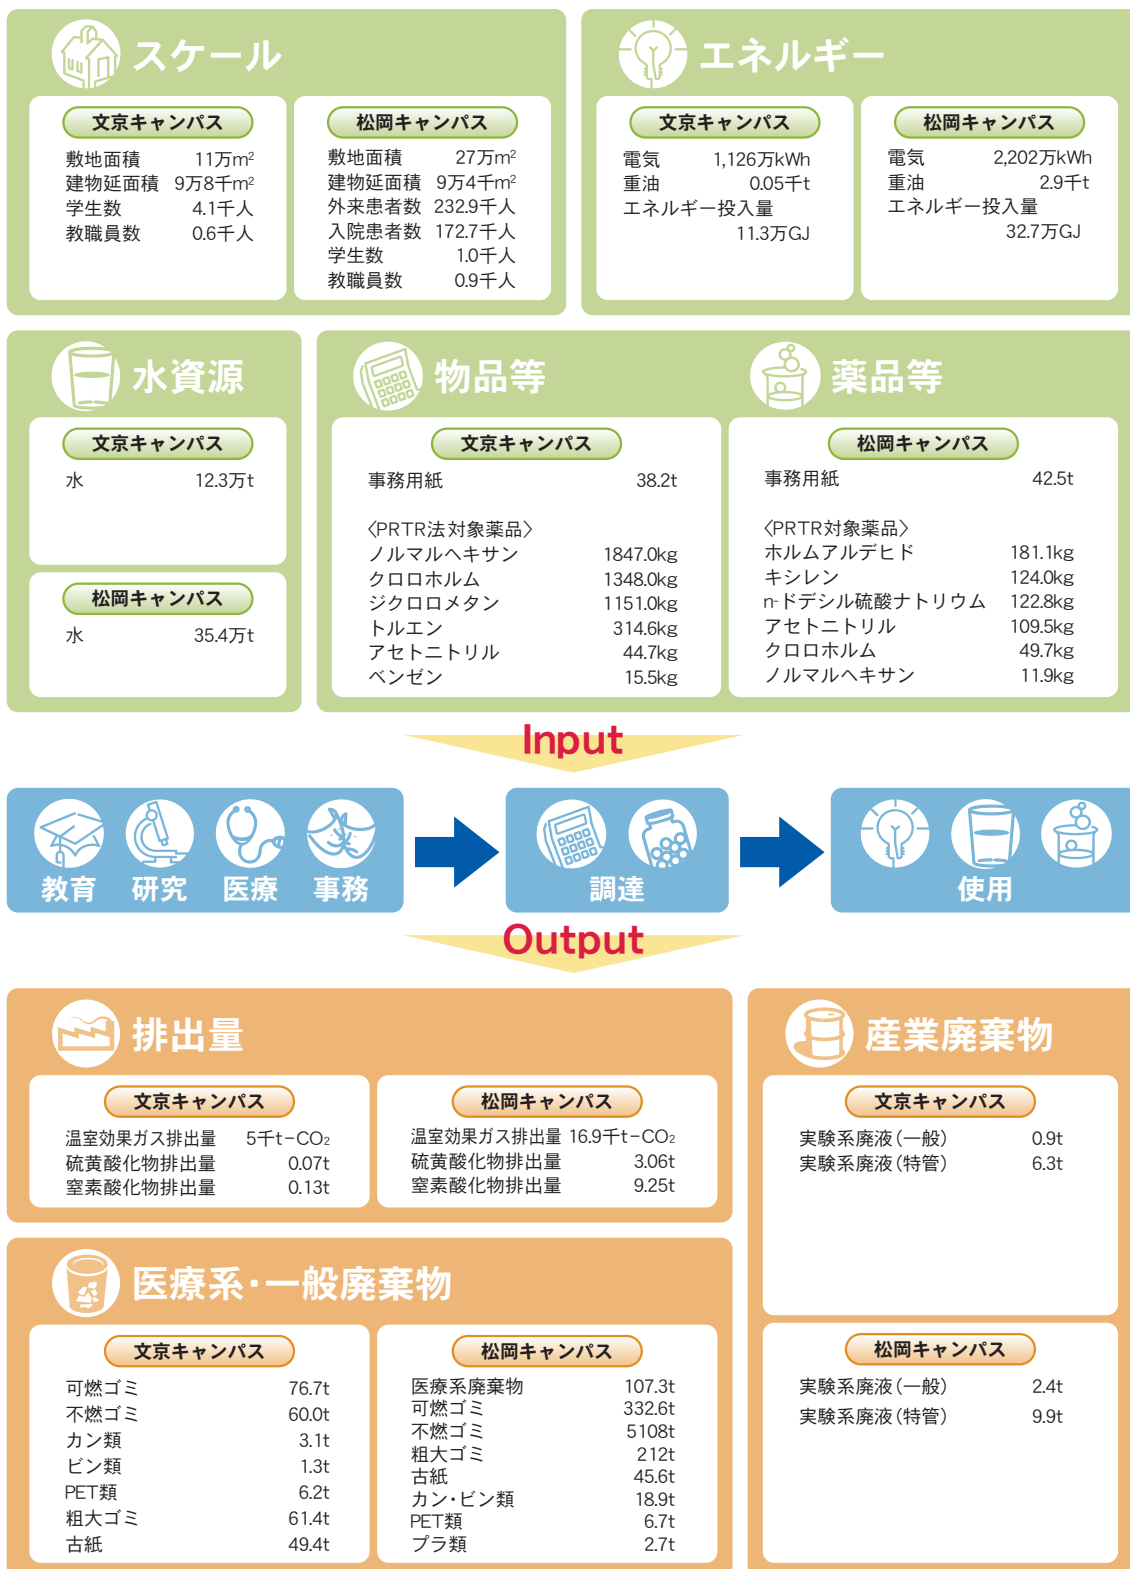 スケール
文京キャンパス
敷地面積 11万m²
建物延面積 9万8千m²
学生数 4.1千人
教職員数 0.6千人
松岡キャンパス
敷地面積 27万m²
建物延面積 9万4千m²
外来患者数 232.9千人
入院患者数 172.7千人
学生数 1.0千人
教職員数 0.9千人
エネルギー
文京キャンパス
電気 1,126万kWh
重油 0.05千t
エネルギー投入量
11.3万GJ
松岡キャンパス
電気 2,202万kWh
重油 2.9千t
エネルギー投入量
32.7万GJ
水資源
文京キャンパス
水 12.3万t
松岡キャンパス
水 35.4万t
物品等
薬品等
文京キャンパス
事務用紙 38.2t
〈PRTR法対象薬品〉
ノルマルヘキサン 1847.0kg
クロロホルム 1348.0kg
ジクロロメタン 1151.0kg
トルエン 314.6kg
アセトニトリル 44.7kg
ベンゼン 15.5kg
松岡キャンパス
事務用紙 42.5t
〈PRTR対象薬品〉
ホルムアルデヒド 181.1kg
キシレン 124.0kg
n-ドデシル硫酸ナトリウム 122.8kg
アセトニトリル 109.5kg
クロロホルム 49.7kg
ノルマルヘキサン 11.9kg
Input
教育 研究 医療 事務
調達
使用
Output
排出量
文京キャンパス
温室効果ガス排出量 5千t-CO₂
硫黄酸化物排出量 0.07t
窒素酸化物排出量 0.13t
松岡キャンパス
温室効果ガス排出量 16.9千t-CO₂
硫黄酸化物排出量 3.06t
窒素酸化物排出量 9.25t
産業廃棄物
文京キャンパス
実験系廃液(一般) 0.9t
実験系廃液(特管) 6.3t
松岡キャンパス
実験系廃液(一般) 2.4t
実験系廃液(特管) 9.9t
医療系・一般廃棄物
文京キャンパス
可燃ゴミ 76.7t
不燃ゴミ 60.0t
カン類 3.1t
ビン類 1.3t
PET類 6.2t
粗大ゴミ 61.4t
古紙 49.4t
松岡キャンパス
医療系廃棄物 107.3t
可燃ゴミ 332.6t
不燃ゴミ 5108t
粗大ゴミ 212t
古紙 45.6t
カン・ビン類 18.9t
PET類 6.7t
プラ類 2.7t